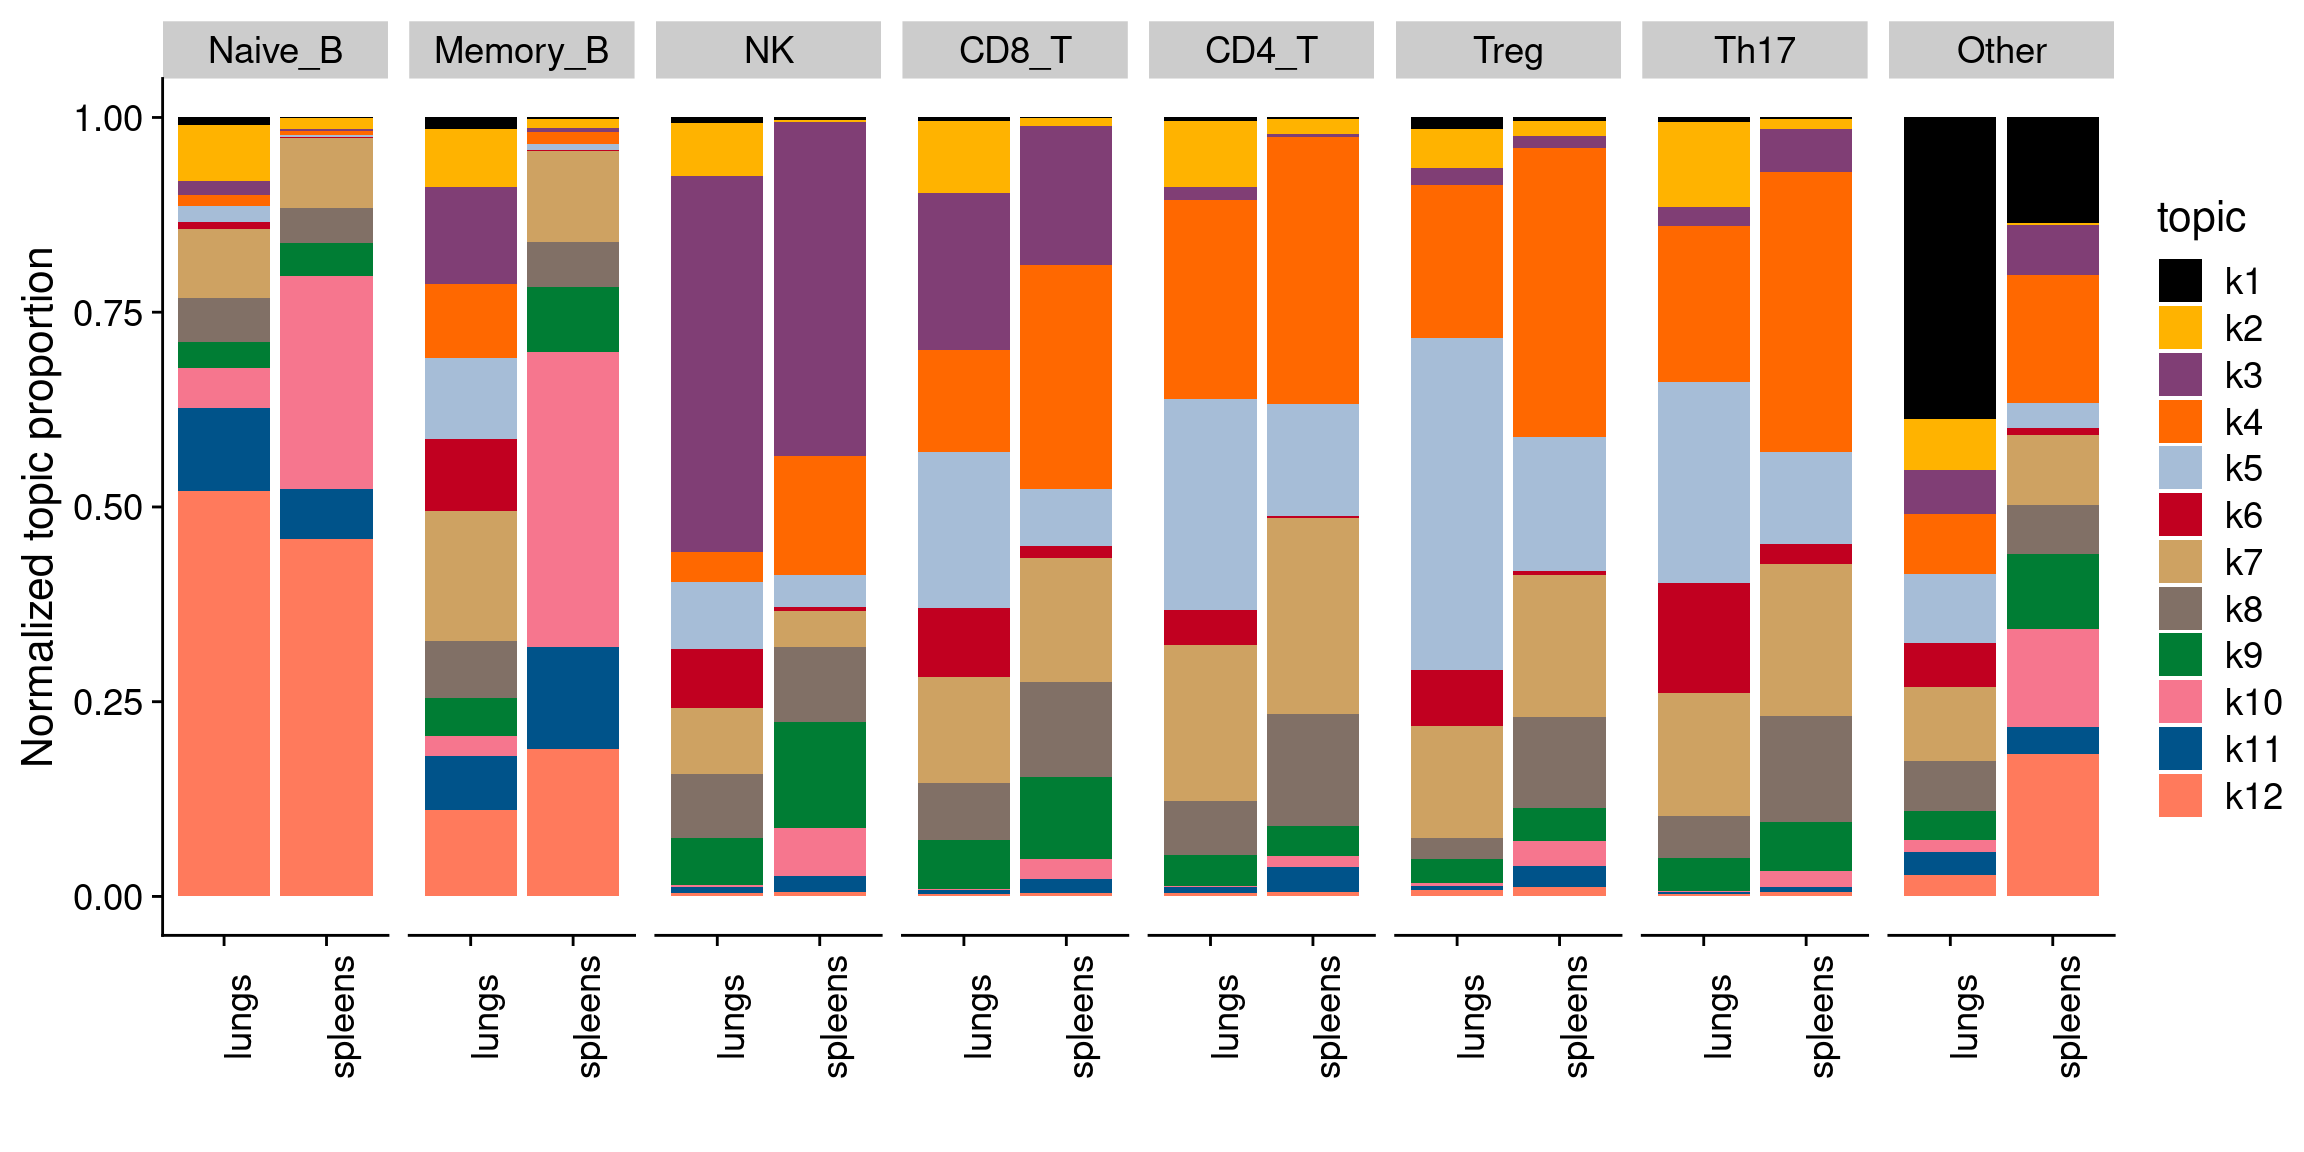 Naive_B Memory_B NK CD8_T CD4_T Treg Th17 Other
Normalized topic proportion
1.00
0.75
0.50
0.25
0.00
lungs spleens lungs spleens lungs spleens lungs spleens lungs spleens lungs spleens lungs spleens lungs spleens
topic
k1
k2
k3
k4
k5
k6
k7
k8
k9
k10
k11
k12